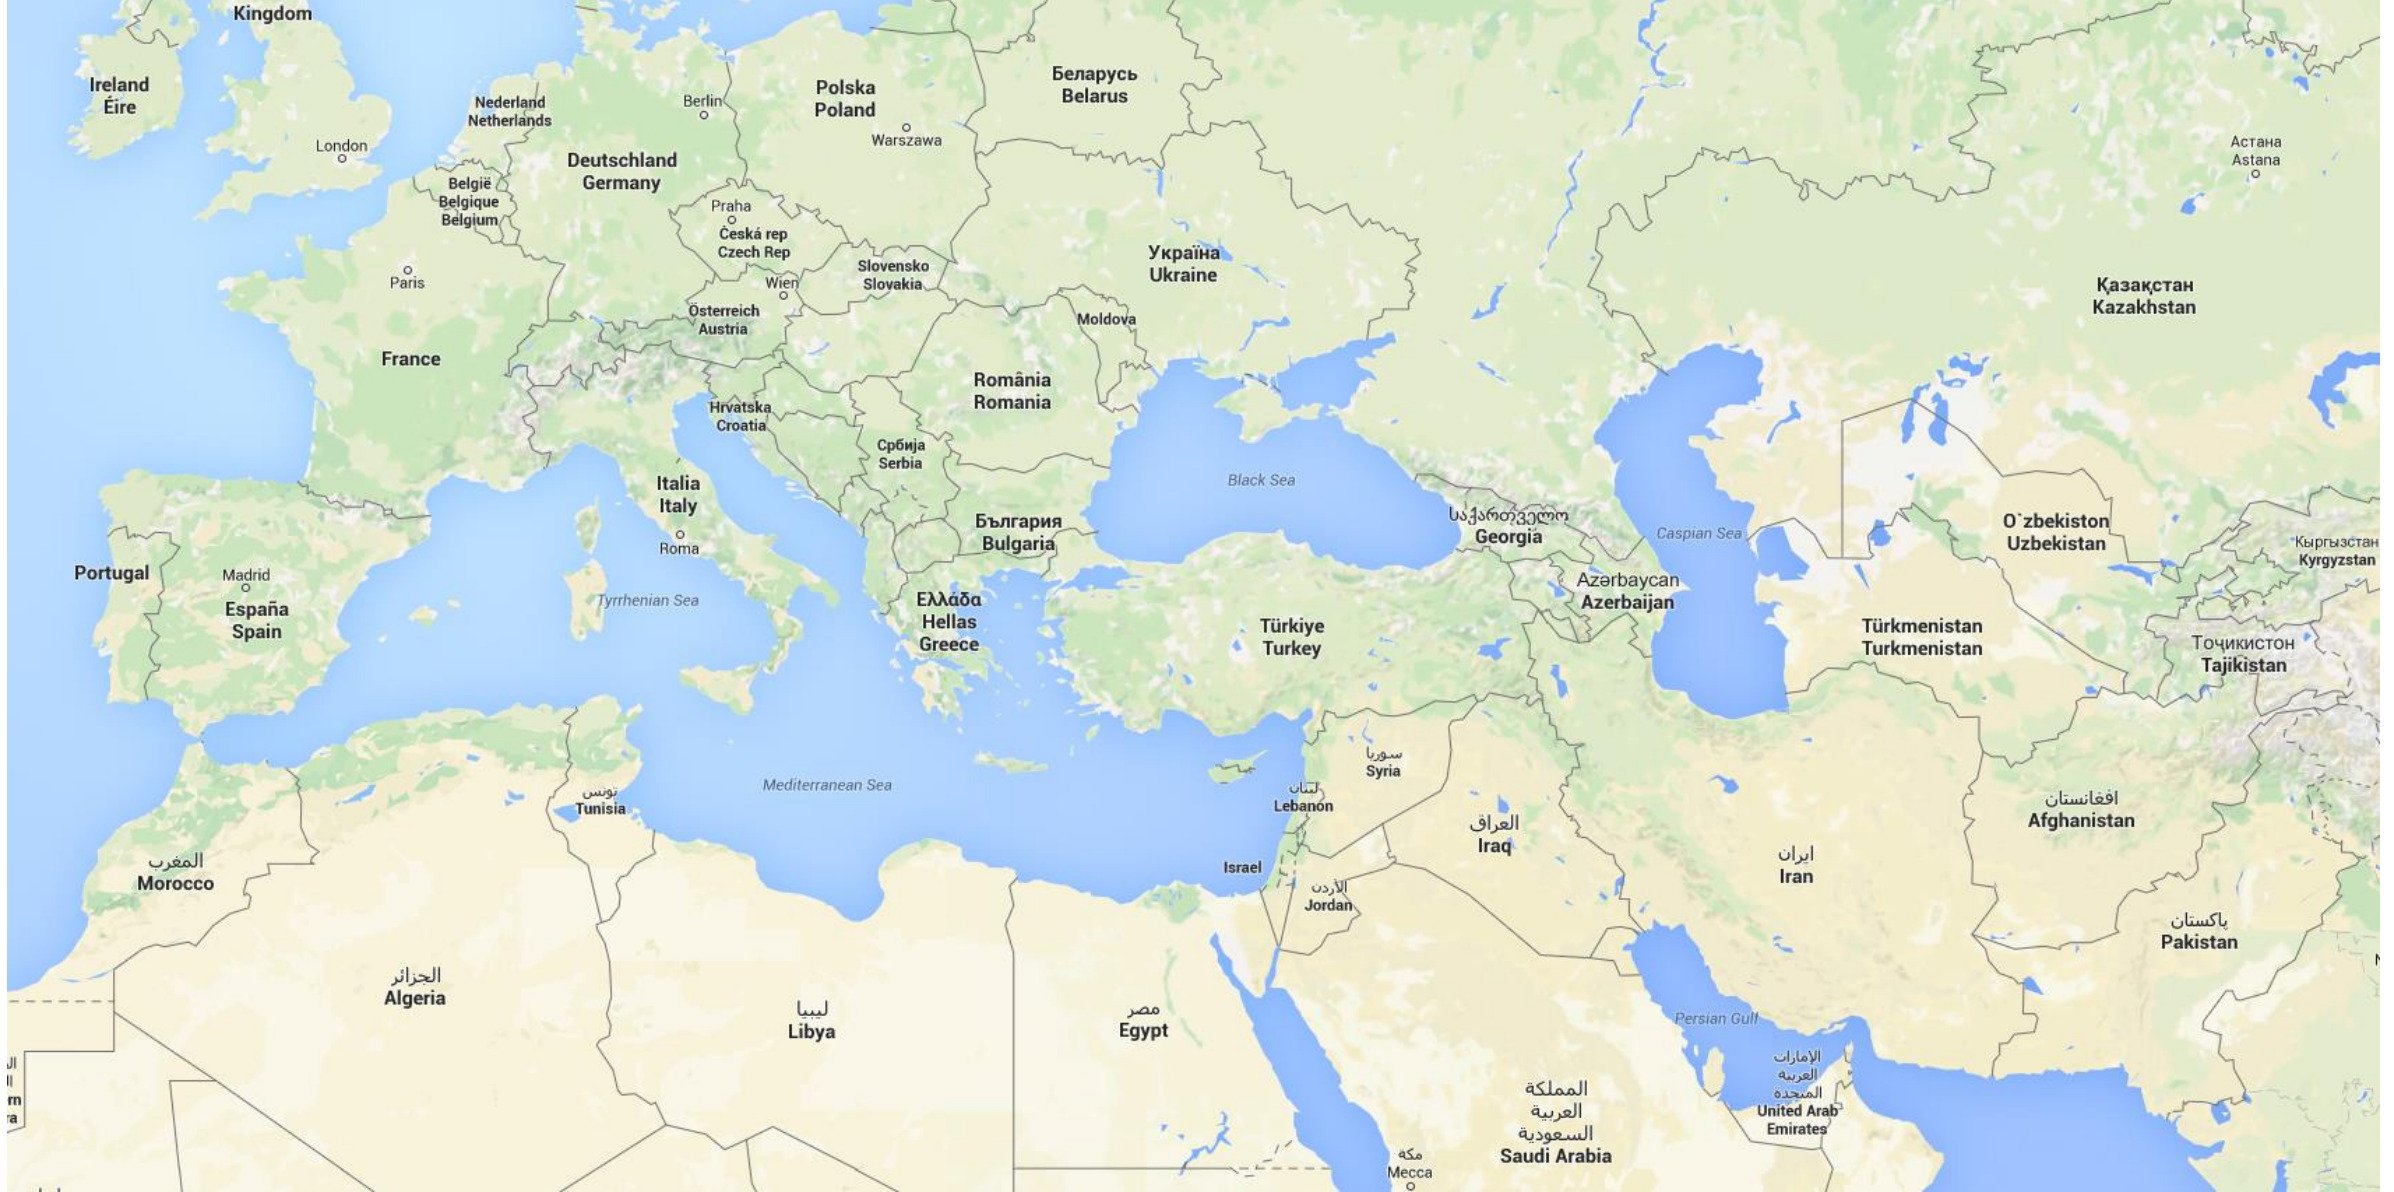 Kingdom
Ireland
Éire
London
Nederland
Netherlands
Berlin
Polska
Poland
Warszawa
Беларусь
Belarus
Астана
Astana
Deutschland
Germany
België
Belgique
Belgium
Praha
Česká rep
Czech Rep
Slovensko
Slovakia
Україна
Ukraine
Қазақстан
Kazakhstan
Paris
Wien
Österreich
Austria
Moldova
France
România
Romania
Hrvatska
Croatia
Србија
Serbia
Italia
Italy
Roma
Black Sea
България
Bulgaria
საქართველო
Georgia
Caspian Sea
O`zbekiston
Uzbekistan
Кыргызстан
Kyrgyzstan
Portugal
Madrid
España
Spain
Tyrrhenian Sea
Ελλάδα
Hellas
Greece
Türkiye
Turkey
Azərbaycan
Azerbaijan
Türkmenistan
Turkmenistan
Тоҷикистон
Tajikistan
Mediterranean Sea
تونس
Tunisia
سوريا
Syria
لبنان
Lebanon
العراق
Iraq
ایران
Iran
افغانستان
Afghanistan
المغرب
Morocco
Israel
الأردن
Jordan
پاکستان
Pakistan
الجزائر
Algeria
ليبيا
Libya
مصر
Egypt
Persian Gulf
الإمارات
العربية
المتحدة
United Arab
Emirates
المملكة
العربية
السعودية
Saudi Arabia
مكة
Mecca